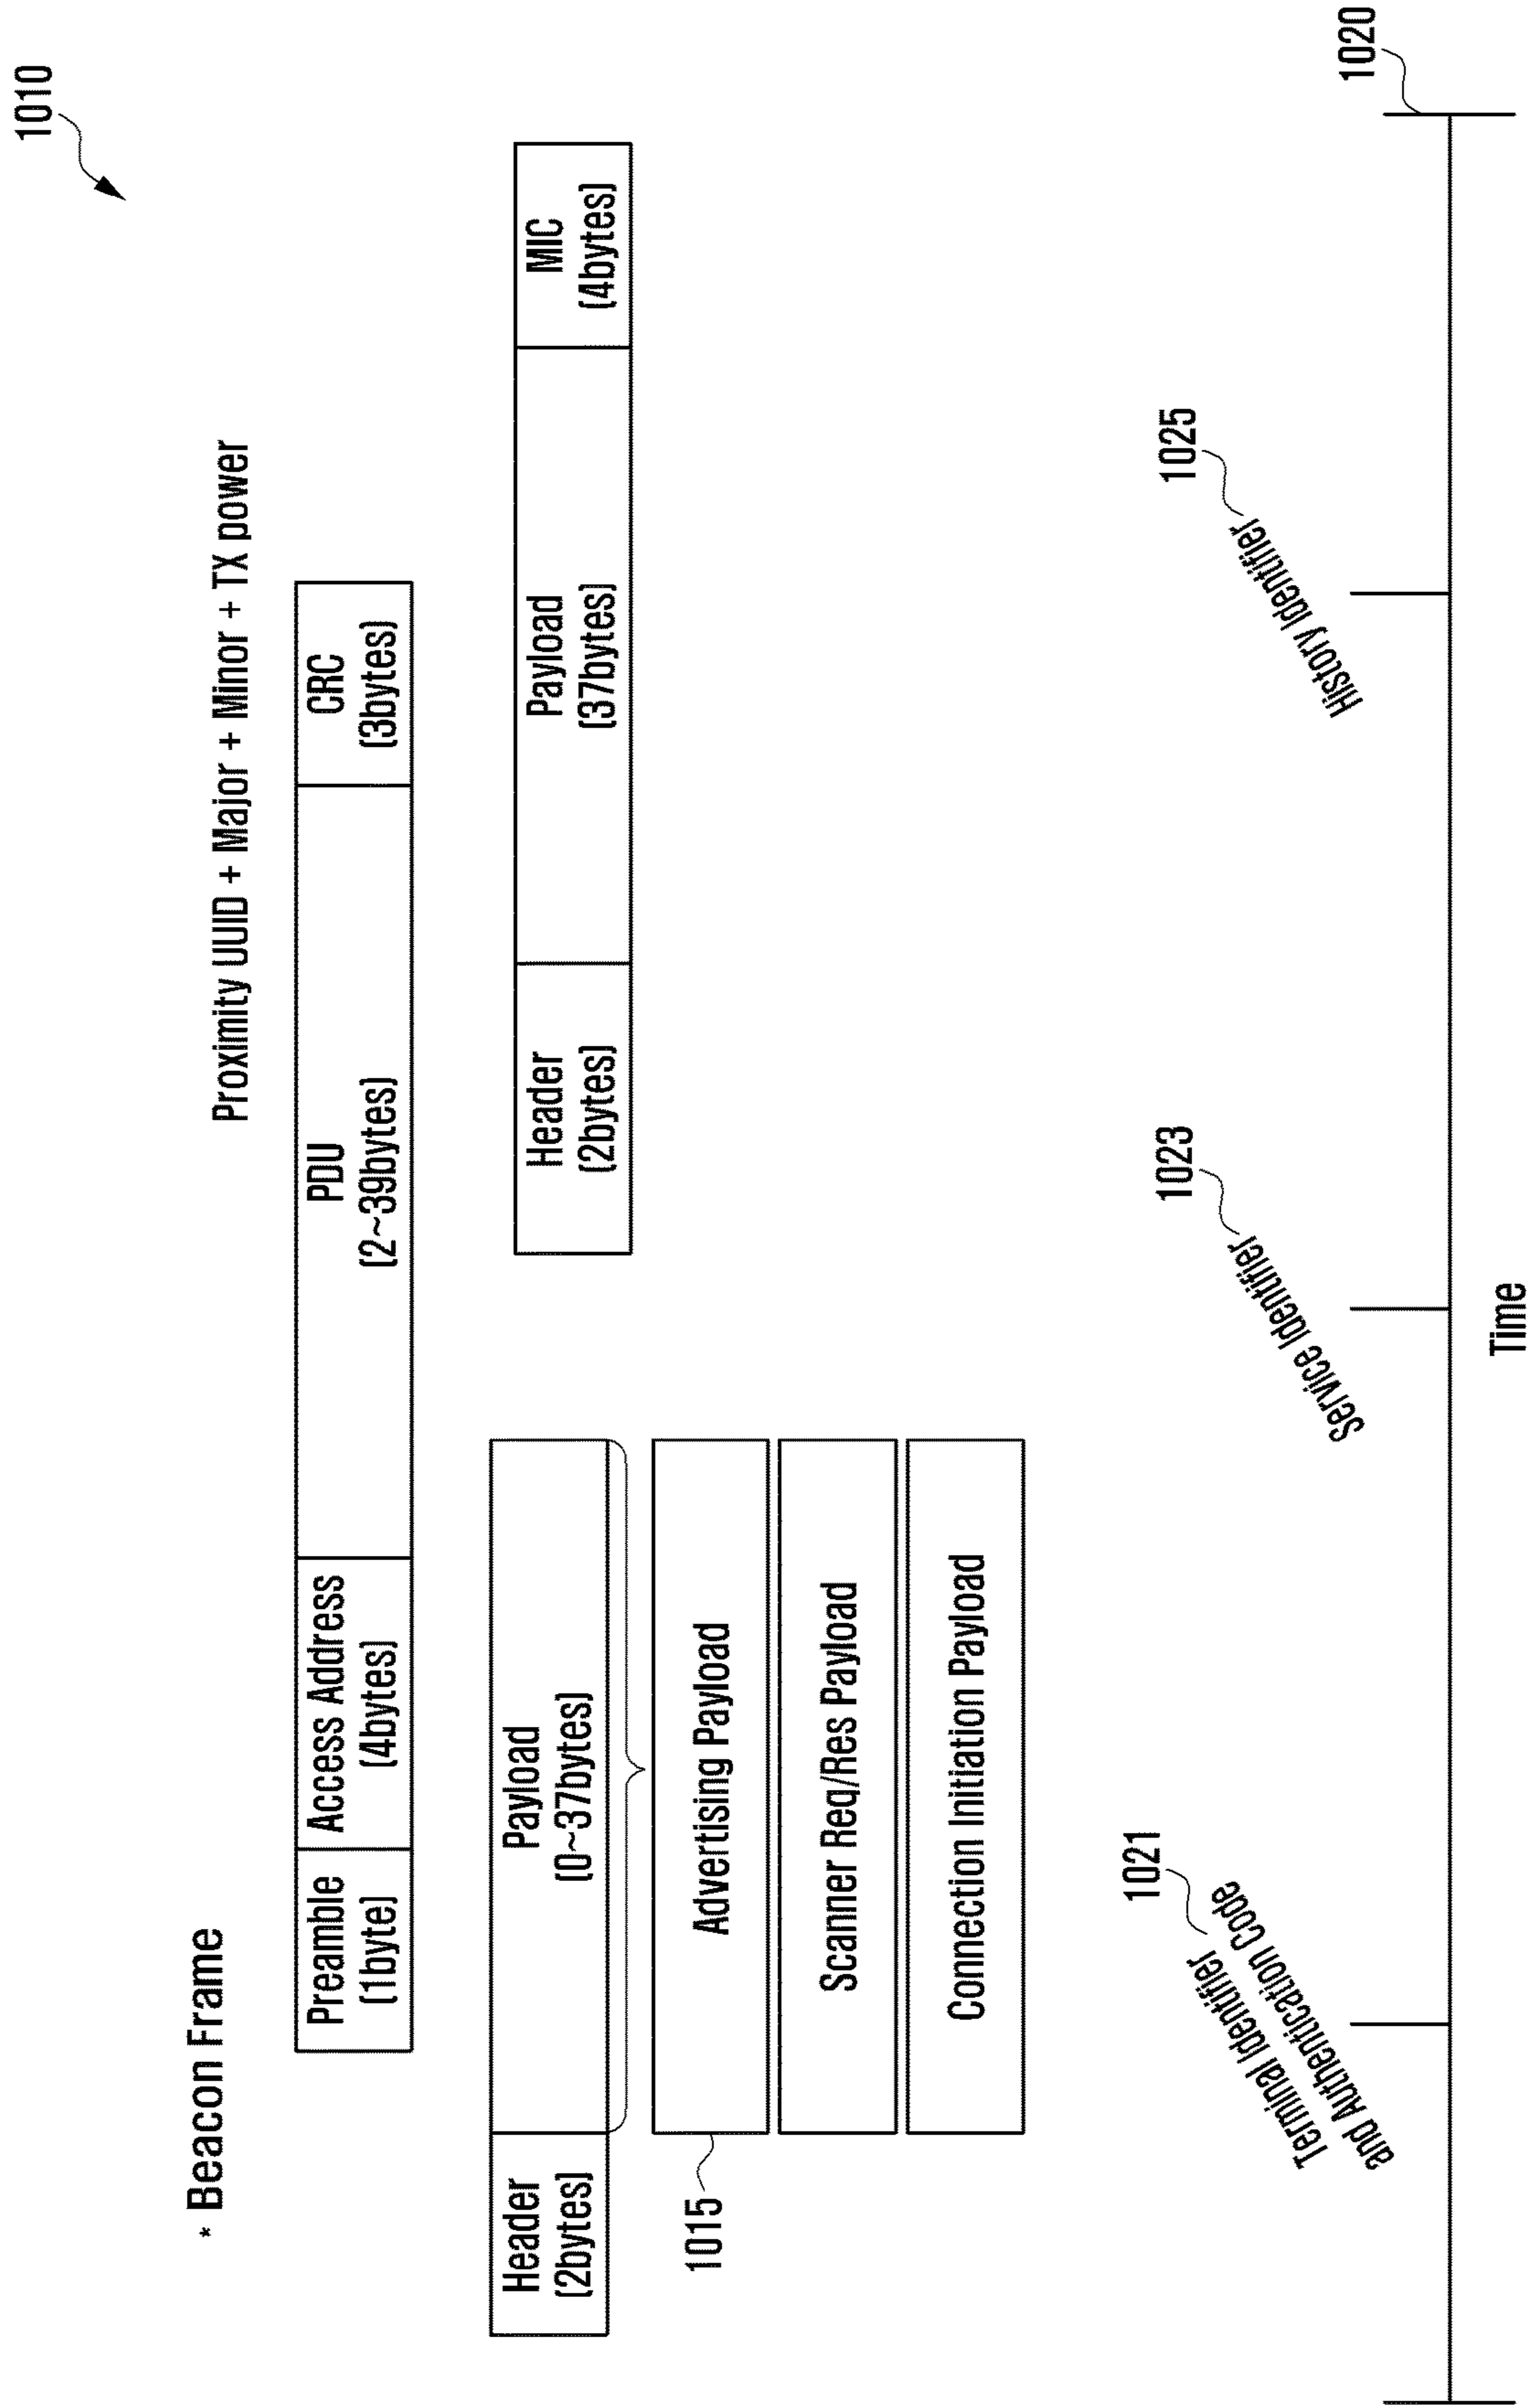 1010
* Beacon Frame
Proximity UUID + Major + Minor + TX power
Preamble
(1byte)
Access Address
(4bytes)
PDU
(2~39bytes)
CRC
(3bytes)
Header
(2bytes)
Payload
(0~37bytes)
Header
(2bytes)
Payload
(37bytes)
MIC
(4bytes)
1015
Advertising Payload
Scanner Req/Res Payload
Connection Initiation Payload
1021
Terminal Identifier
and Authentication Code
1023
Service Identifier
1025
History Identifier
1020
Time